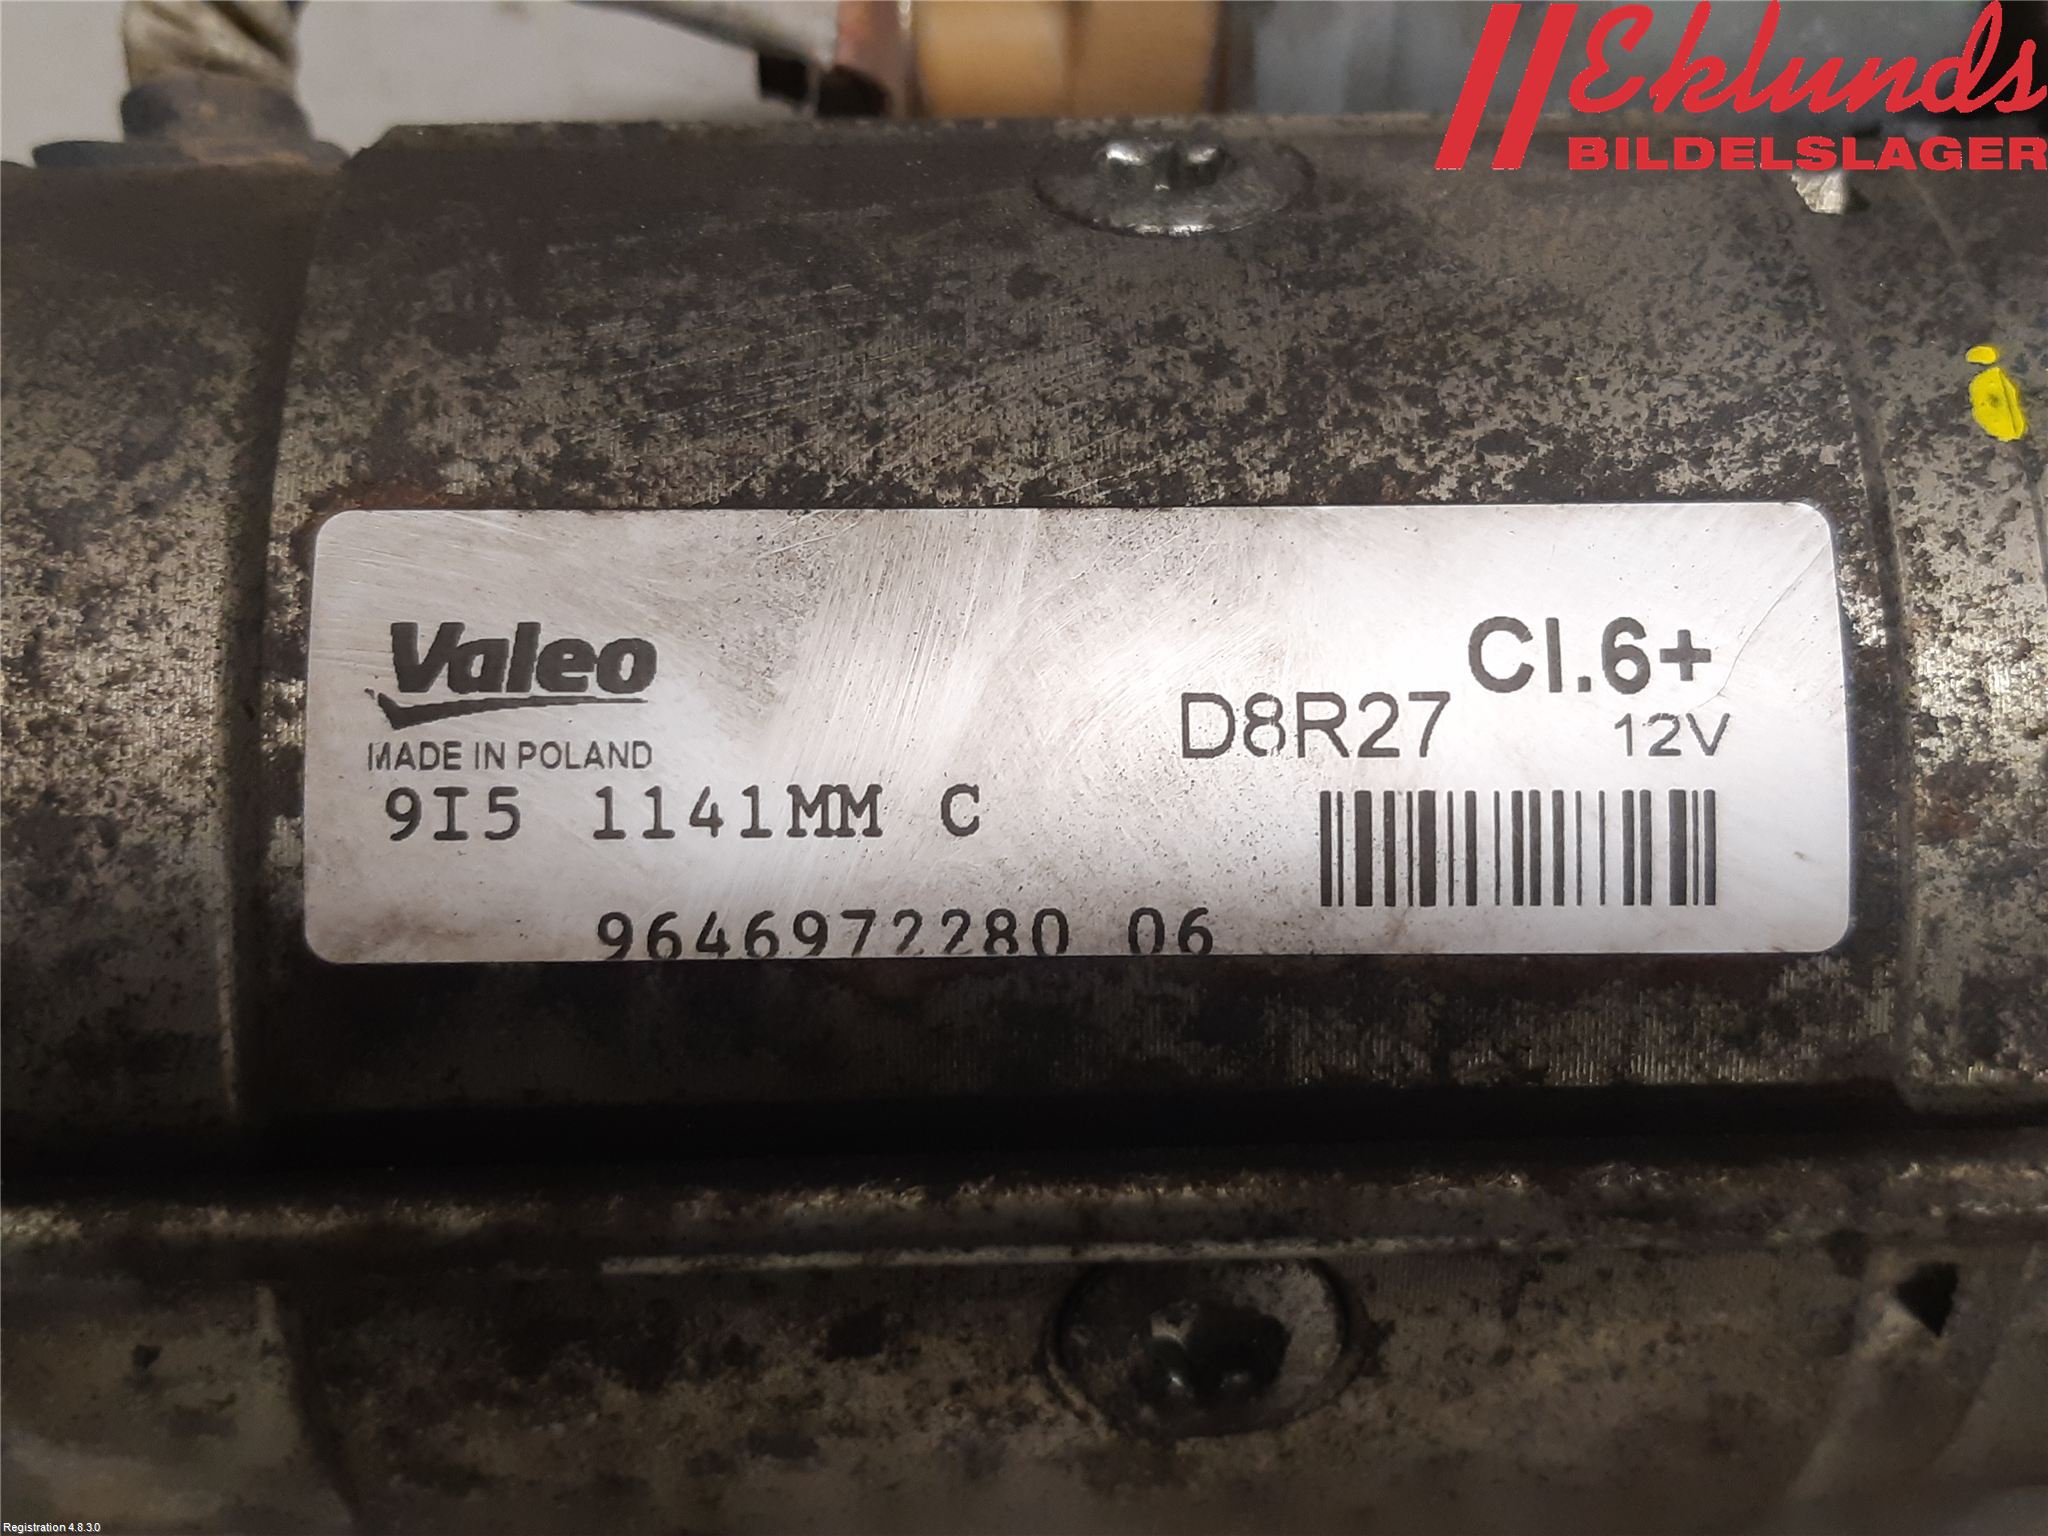 Eklunds
BILDELSLAGER
Valeo
MADE IN POLAND
Cl.6+
D8R27
12V
9I5 1141MM C
9646972280 06
Registration 4.8.3.0